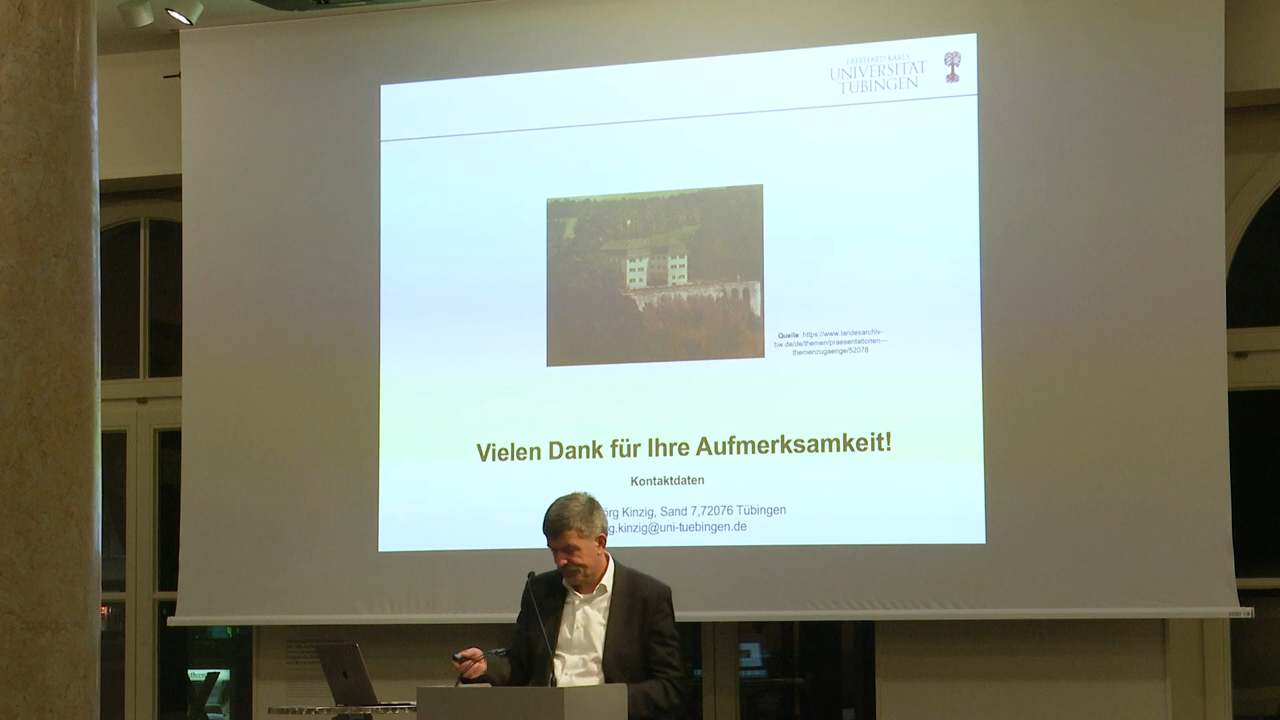 EBERHARD KARLS
UNIVERSITÄT
TÜBINGEN
Quelle: https://www.landesarchiv-
bw.de/de/themen/praesentationen---
themenzugaenge/52078
Vielen Dank für Ihre Aufmerksamkeit!
Kontaktdaten
örg Kinzig, Sand 7,72076 Tübingen
g.kinzig@uni-tuebingen.de